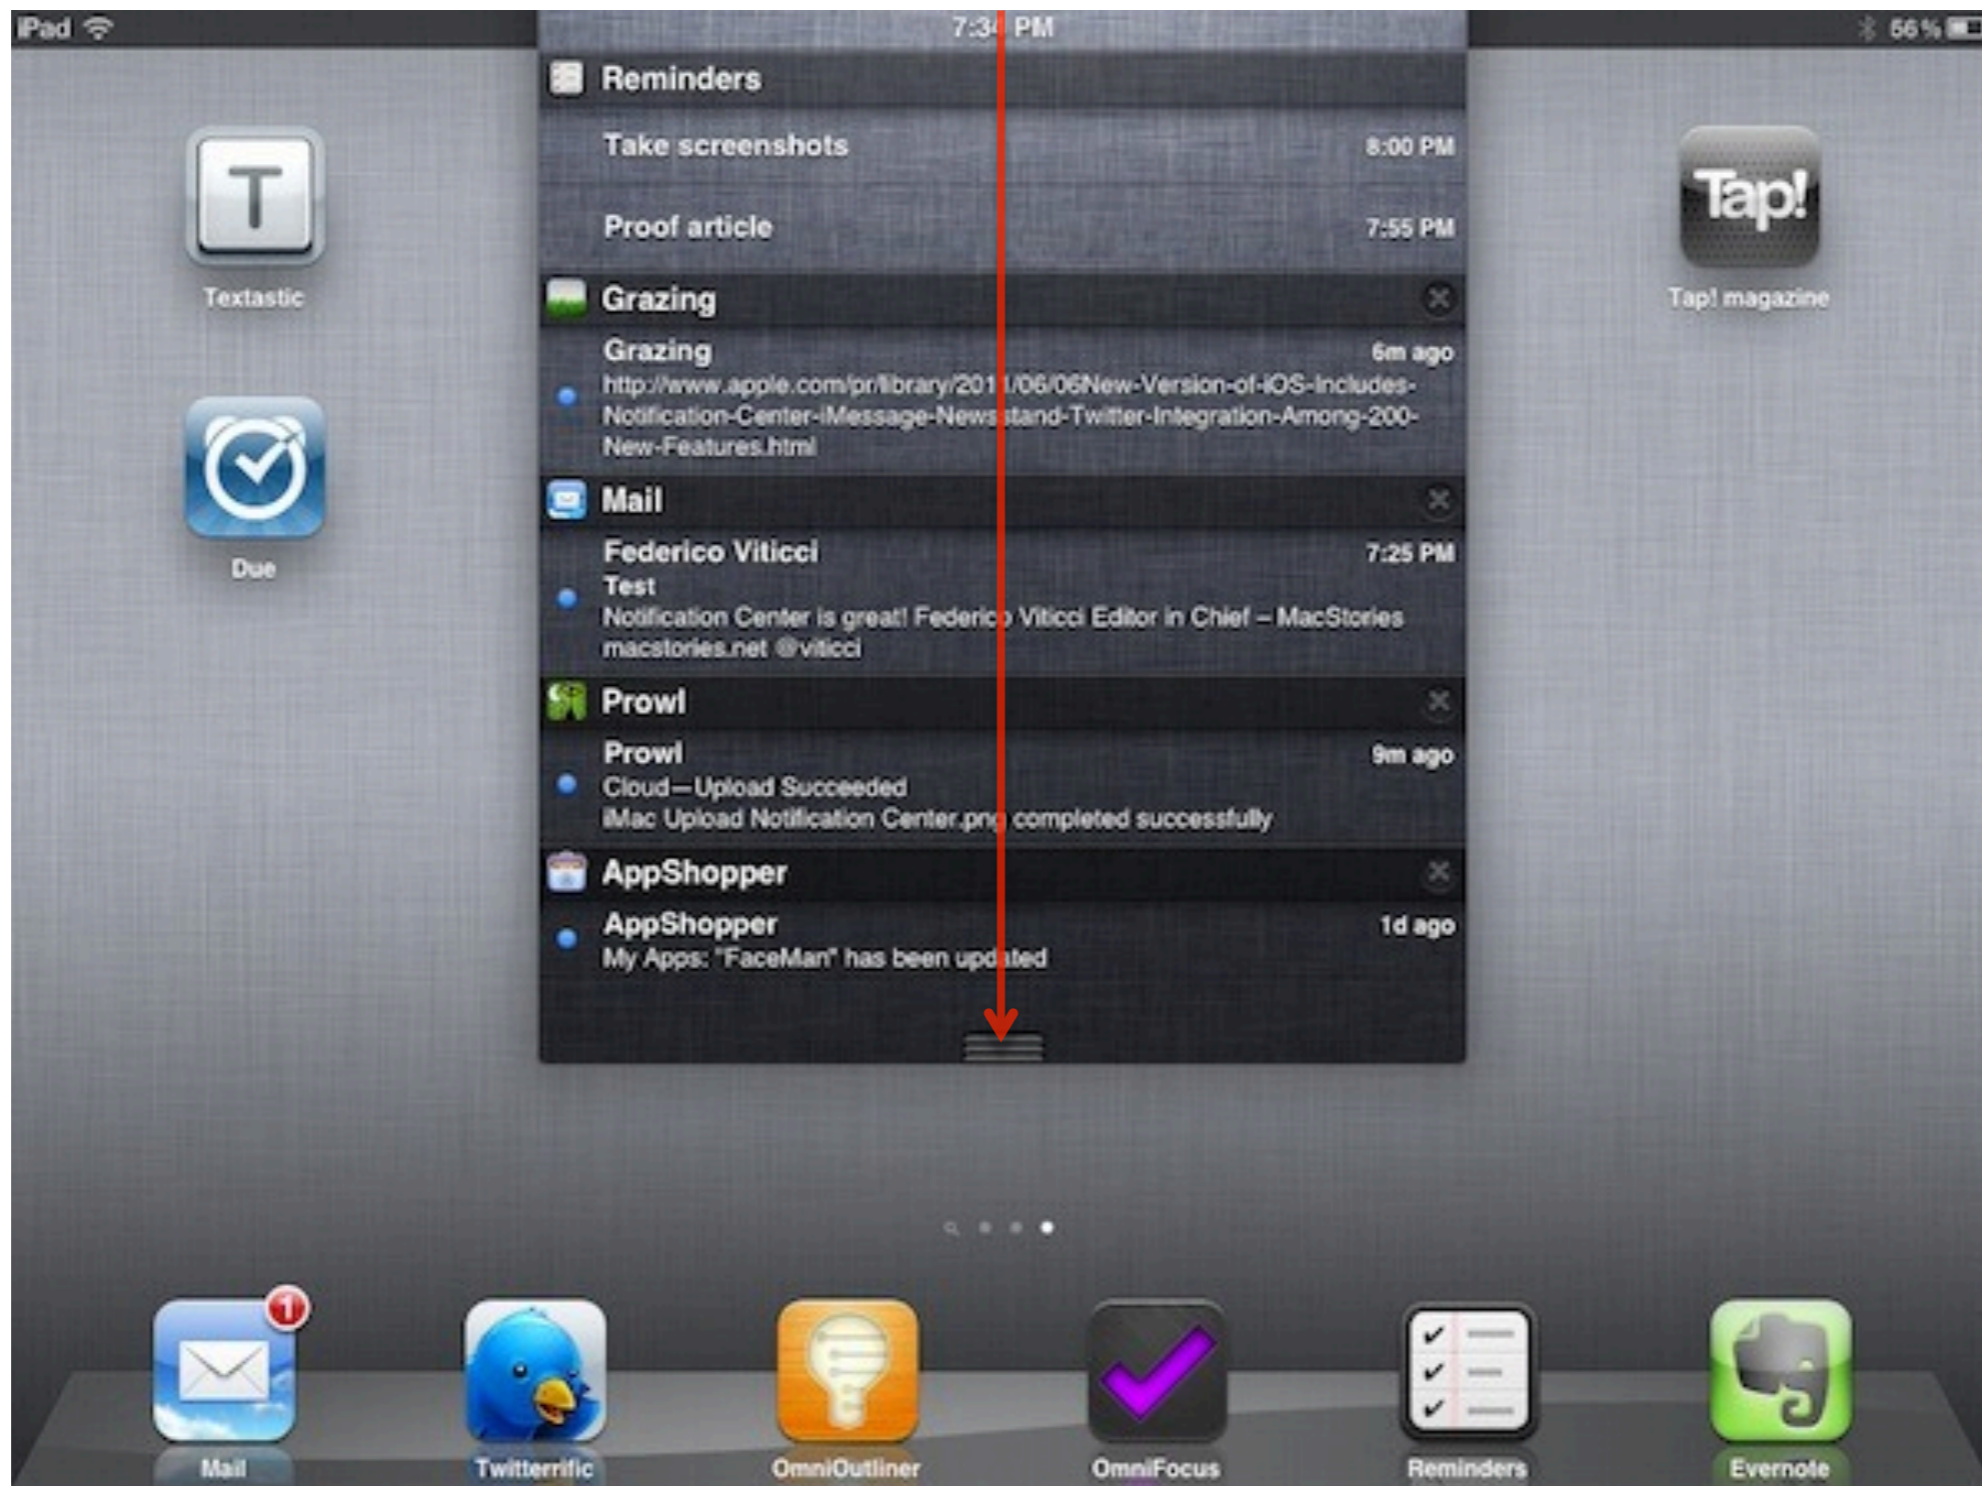 iPad
7:34 PM
56%
Reminders
Take screenshots 8:00 PM
Proof article 7:55 PM
Grazing
Grazing 6m ago
http://www.apple.com/pr/library/2011/06/06New-Version-of-iOS-Includes-
Notification-Center-iMessage-Newsstand-Twitter-Integration-Among-200-
New-Features.html
Mail
Federico Viticci 7:25 PM
Test
Notification Center is great! Federico Viticci Editor in Chief – MacStories
macstories.net @viticci
Prowl
Prowl 9m ago
Cloud—Upload Succeeded
iMac Upload Notification Center.png completed successfully
AppShopper
AppShopper 1d ago
My Apps: "FaceMan" has been updated
T
Textastic
Due
Tap!
Tap! magazine
1
Mail
Twitterrific
OmniOutliner
OmniFocus
Reminders
Evernote